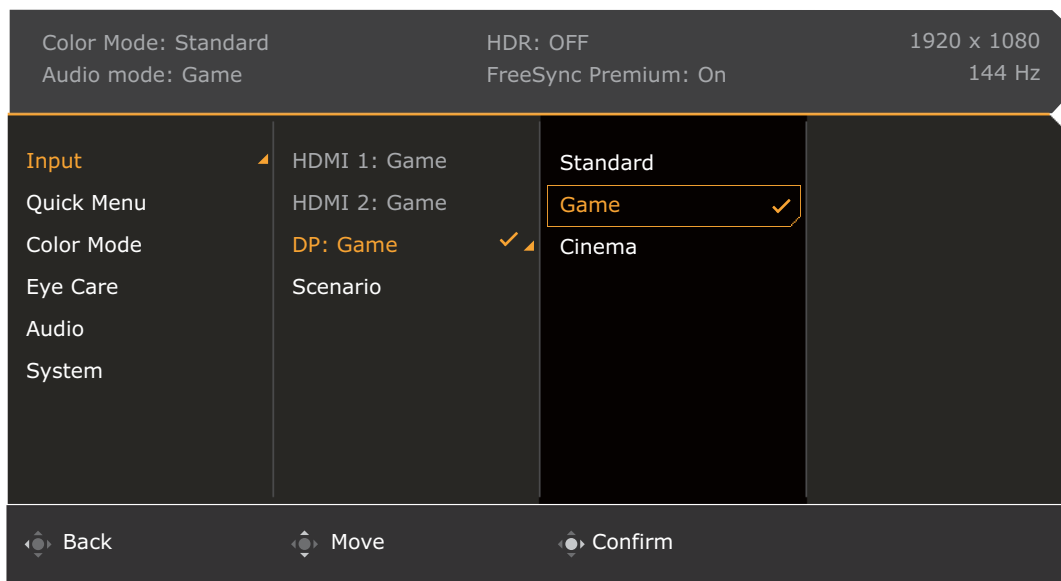 Color Mode: Standard
HDR: OFF
1920 x 1080
Audio mode: Game
FreeSync Premium: On
144 Hz
Input
Quick Menu
Color Mode
Eye Care
Audio
System
HDMI 1: Game
HDMI 2: Game
DP: Game
Scenario
Standard
Game
Cinema
Back
Move
Confirm